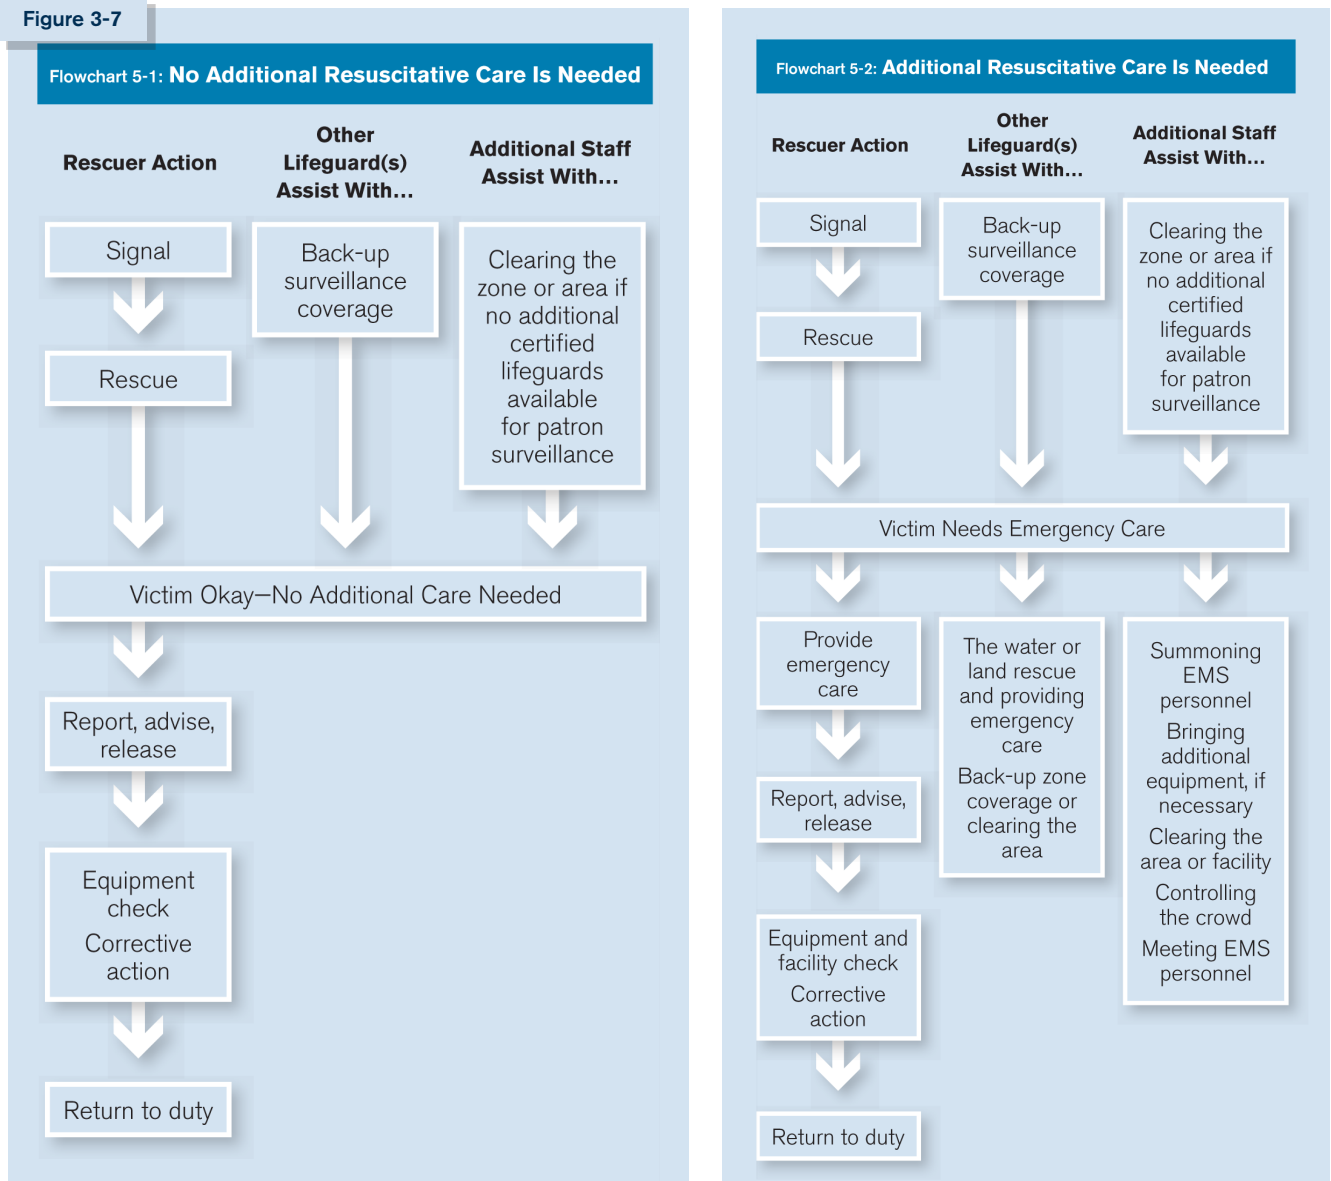 Figure 3-7
Flowchart 5-1: No Additional Resuscitative Care Is Needed
Rescuer Action
Other
Lifeguard(s)
Assist With...
Additional Staff
Assist With...
Signal
Rescue
Back-up
surveillance
coverage
Clearing the
zone or area if
no additional
certified
lifeguards
available
for patron
surveillance
Victim Okay—No Additional Care Needed
Report, advise,
release
Equipment
check
Corrective
action
Return to duty
Flowchart 5-2: Additional Resuscitative Care Is Needed
Rescuer Action
Other
Lifeguard(s)
Assist With...
Additional Staff
Assist With...
Signal
Rescue
Back-up
surveillance
coverage
Clearing the
zone or area if
no additional
certified
lifeguards
available
for patron
surveillance
Victim Needs Emergency Care
Provide
emergency
care
Report, advise,
release
Equipment and
facility check
Corrective
action
Return to duty
The water or
land rescue
and providing
emergency
care
Back-up zone
coverage or
clearing the
area
Summoning
EMS
personnel
Bringing
additional
equipment, if
necessary
Clearing the
area or facility
Controlling
the crowd
Meeting EMS
personnel